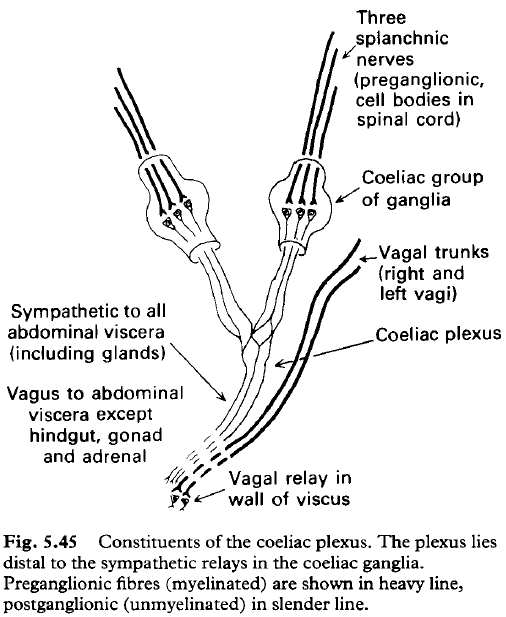 Three
splanchnic
nerves
(preganglionic,
cell bodies in
spinal cord)
Coeliac group
of ganglia
Vagal trunks
(right and
left vagi)
Coeliac plexus
Sympathetic to all
abdominal viscera
(including glands)
Vagus to abdominal
viscera except
hindgut, gonad
and adrenal
Vagal relay in
wall of viscus
Fig. 5.45 Constituents of the coeliac plexus. The plexus lies
distal to the sympathetic relays in the coeliac ganglia.
Preganglionic fibres (myelinated) are shown in heavy line,
postganglionic (unmyelinated) in slender line.